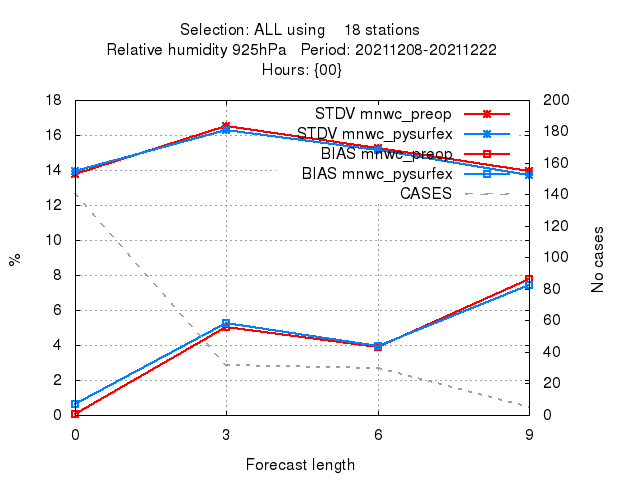 Selection: ALL using 18 stations
Relative humidity 925hPa Period: 20211208-20211222
Hours: {00}
STDV mnwc_preop
STDV mnwc_pysurfex
BIAS mnwc_preop
BIAS mnwc_pysurfex
CASES
18
16
14
12
10
8
6
4
2
0
%
200
180
160
140
120
100
80
60
40
20
0
No cases
0 3 6 9
Forecast length